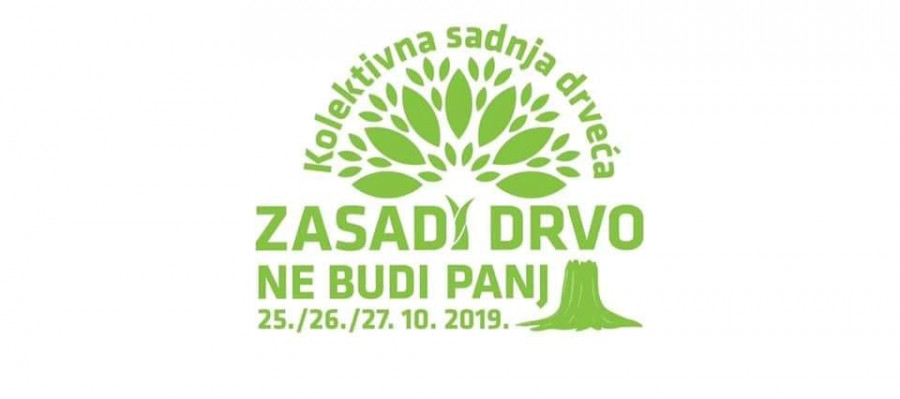 Kolektivna sadnja drveća
ZASADI DRVO
NE BUDI PANJ
25./26./27. 10. 2019.